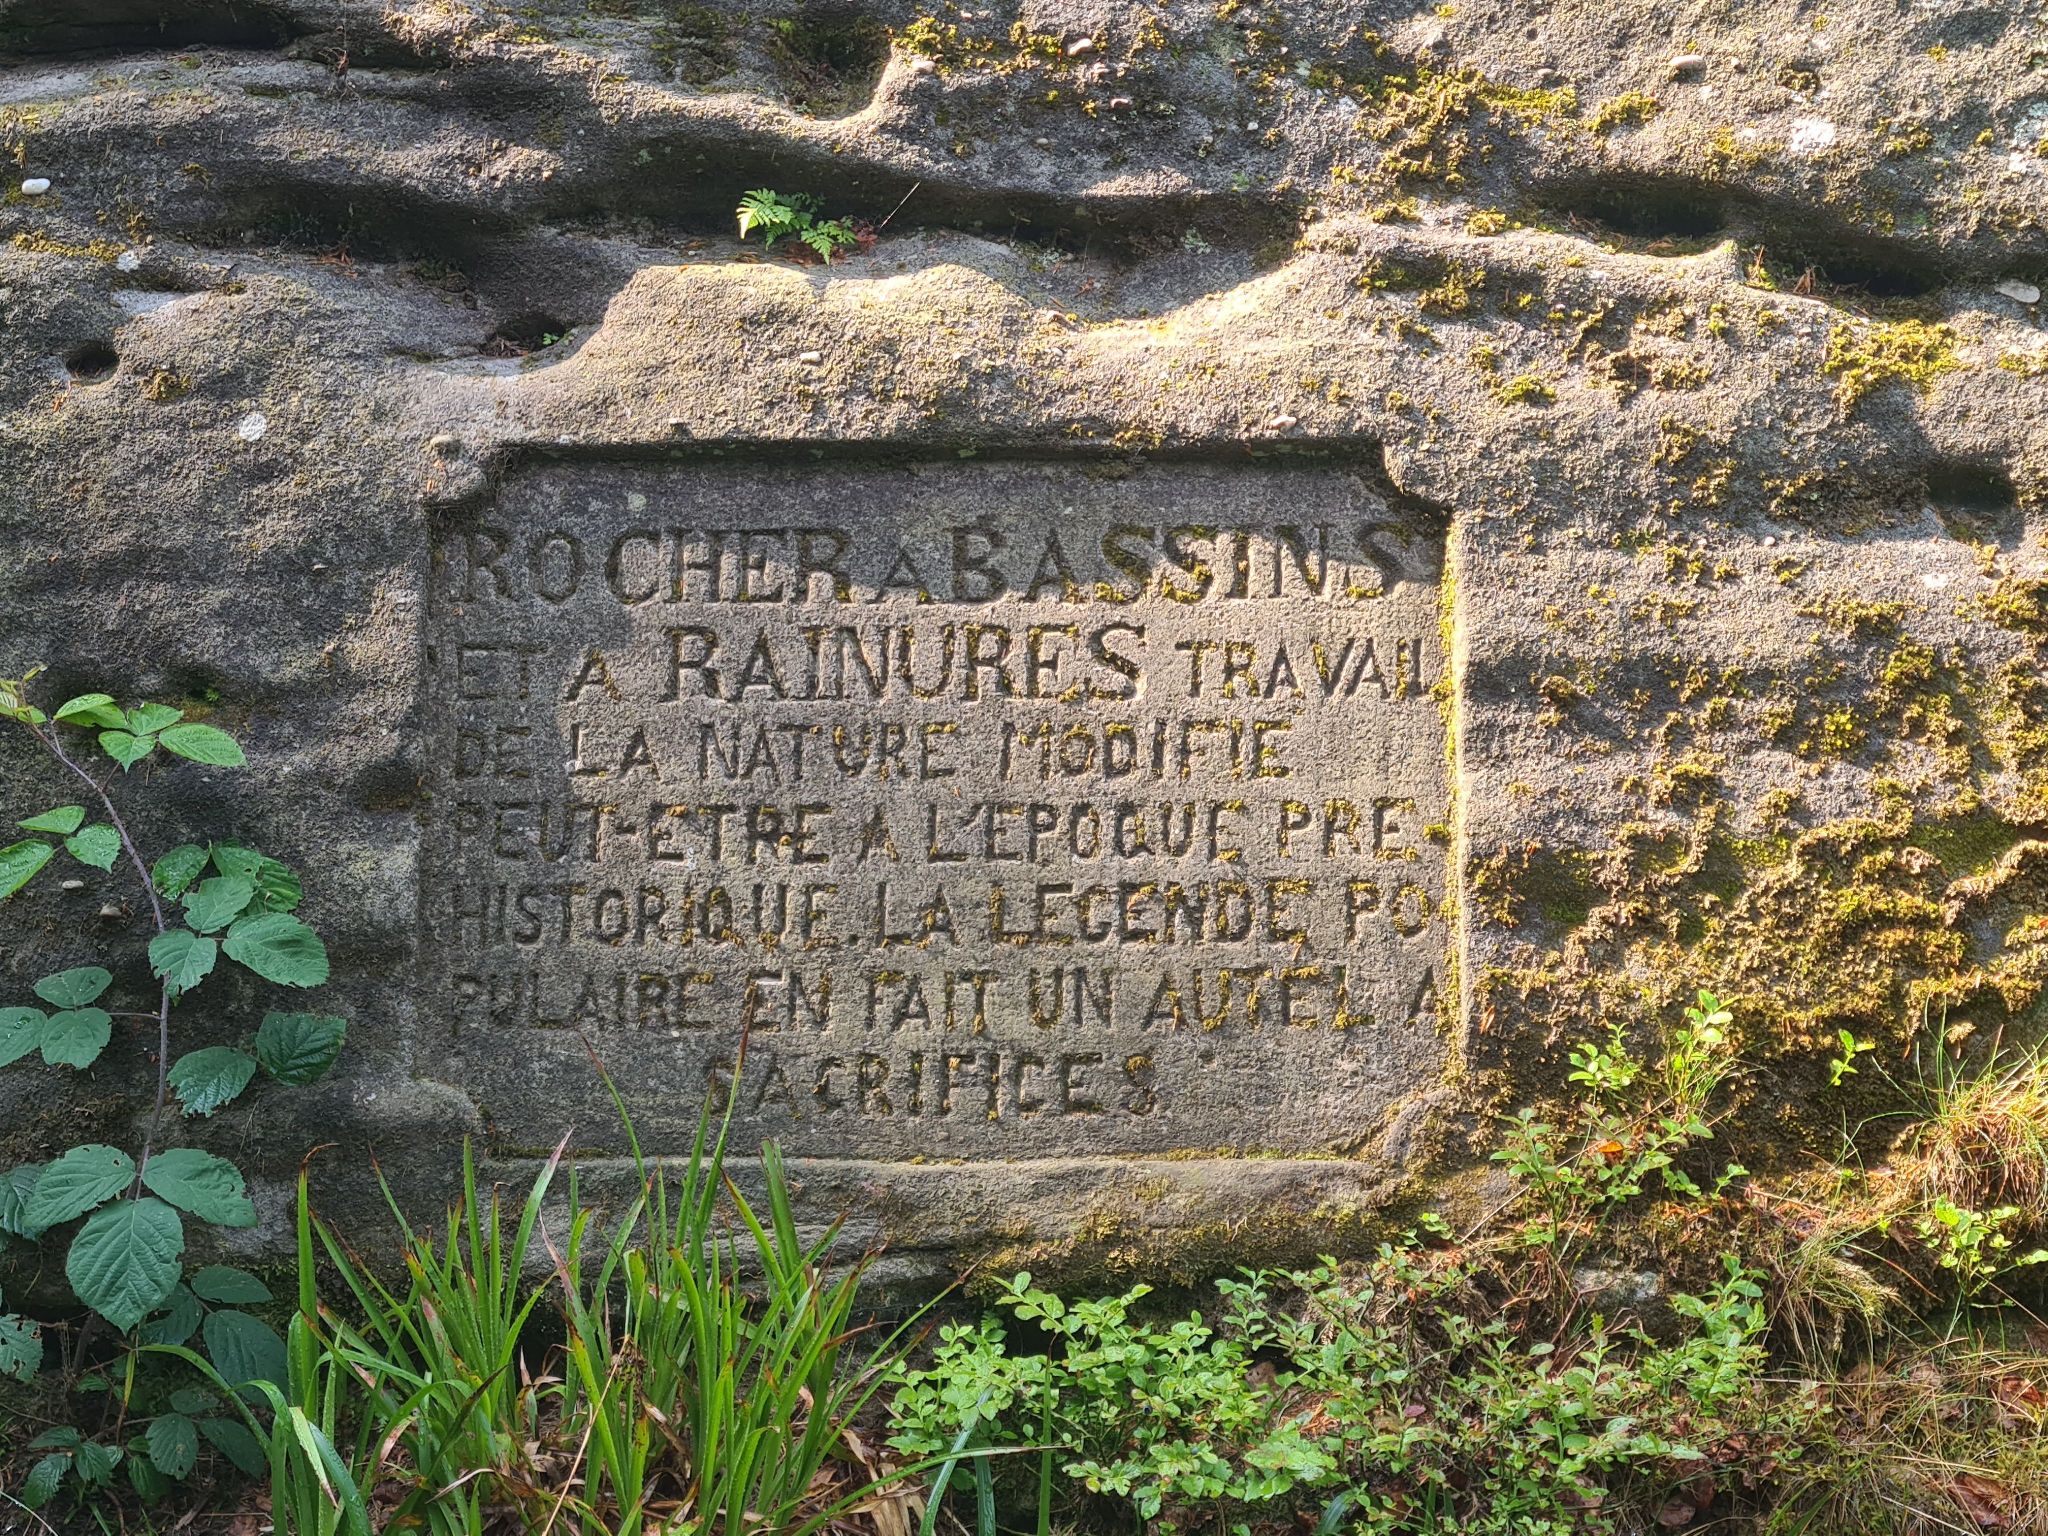 ROCHER A BASSINS
ET A RAINURES TRAVAIL
DE LA NATURE MODIFIE
PEUT-ETRE A L'EPOQUE PRE-
HISTORIQUE. LA LEGENDE PO-
PULAIRE EN FAIT UN AUTEL A
SACRIFICES